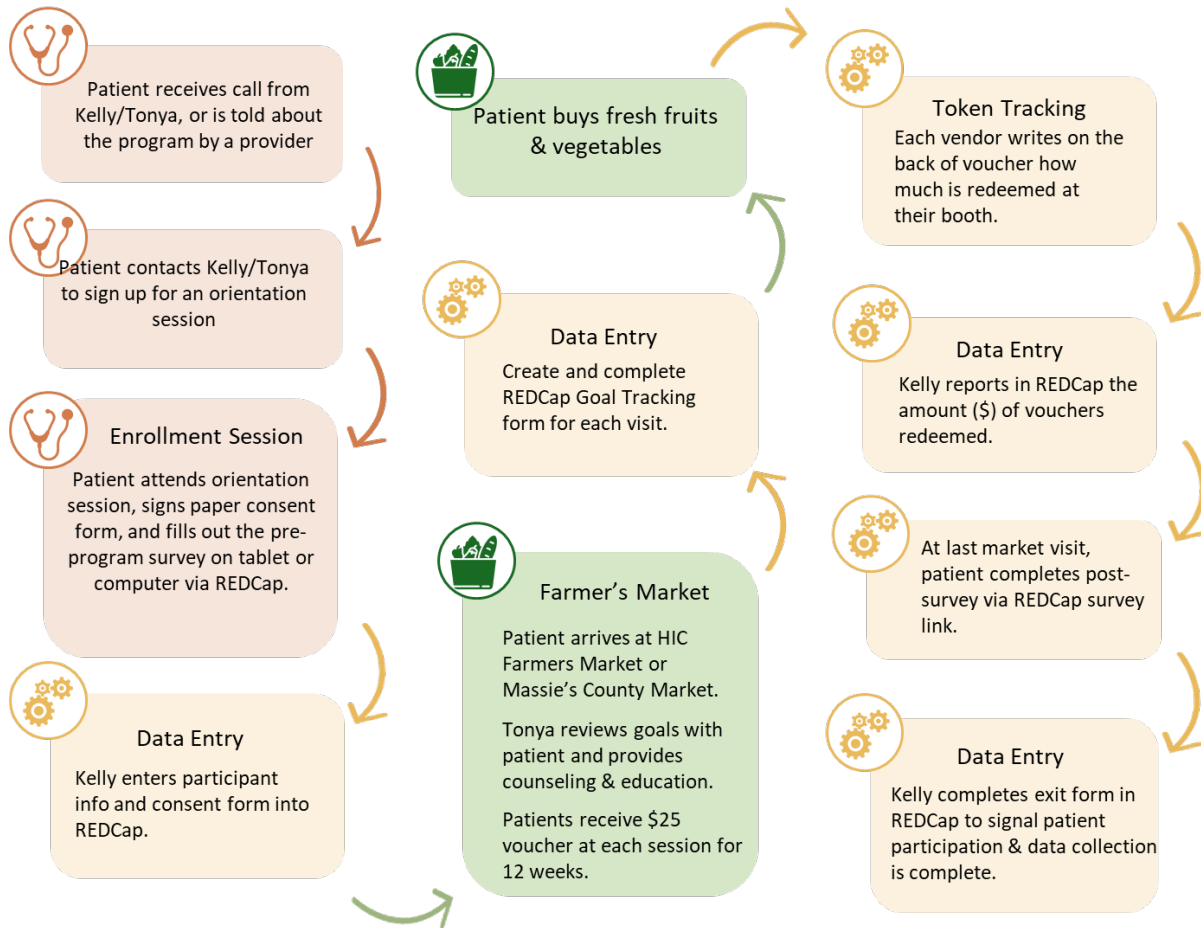 Patient receives call from
Kelly/Tonya, or is told about
the program by a provider
Patient contacts Kelly/Tonya
to sign up for an orientation
session
Enrollment Session
Patient attends orientation
session, signs paper consent
form, and fills out the pre-
program survey on tablet or
computer via REDCap.
Data Entry
Kelly enters participant
info and consent form into
REDCap.
Farmer's Market
Patient arrives at HIC
Farmers Market or
Massie's County Market.
Tonya reviews goals with
patient and provides
counseling & education.
Patients receive $25
voucher at each session for
12 weeks.
Data Entry
Create and complete
REDCap Goal Tracking
form for each visit.
Patient buys fresh fruits
& vegetables
Token Tracking
Each vendor writes on the
back of voucher how
much is redeemed at
their booth.
Data Entry
Kelly reports in REDCap the
amount ($) of vouchers
redeemed.
At last market visit,
patient completes post-
survey via REDCap survey
link.
Data Entry
Kelly completes exit form in
REDCap to signal patient
participation & data collection
is complete.